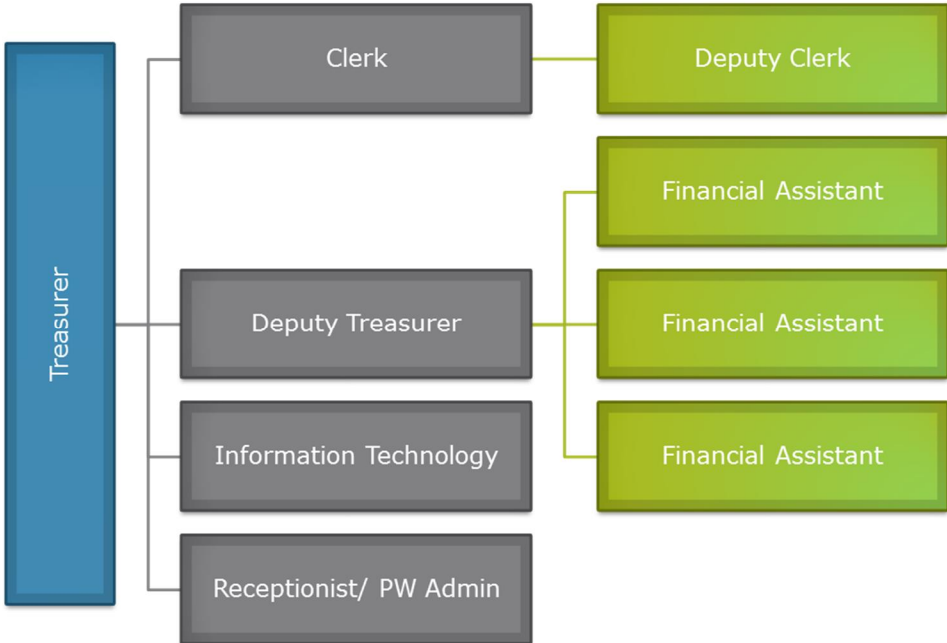 Treasurer
Clerk
Deputy Clerk
Deputy Treasurer
Financial Assistant
Financial Assistant
Financial Assistant
Information Technology
Receptionist/ PW Admin